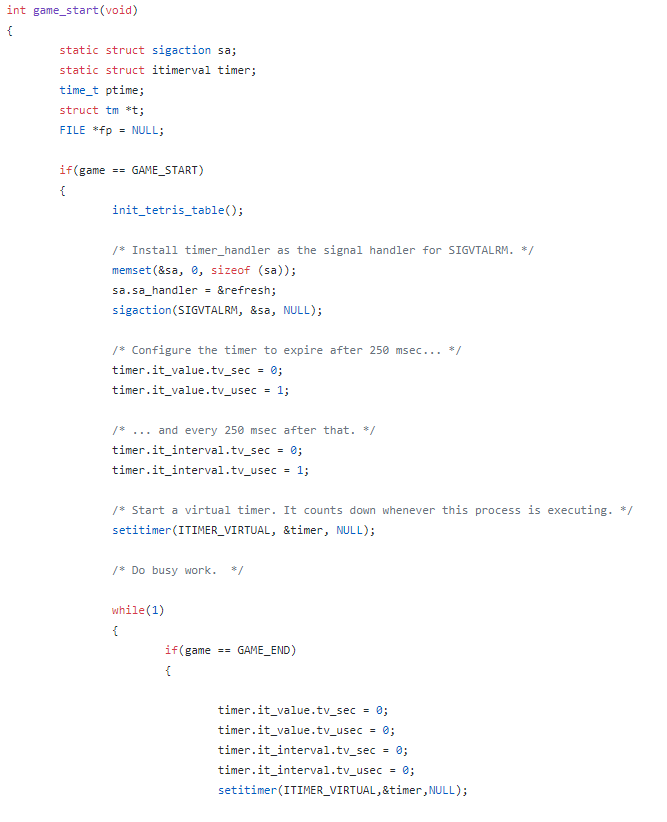 int game_start(void)
{
static struct sigaction sa;
static struct itimerval timer;
time_t ptime;
struct tm *t;
FILE *fp = NULL;
if(game == GAME_START)
{
init_tetris_table();
/* Install timer_handler as the signal handler for SIGVTALRM. */
memset(&sa, 0, sizeof (sa));
sa.sa_handler = &refresh;
sigaction(SIGVTALRM, &sa, NULL);
/* Configure the timer to expire after 250 msec... */
timer.it_value.tv_sec = 0;
timer.it_value.tv_usec = 1;
/* ... and every 250 msec after that. */
timer.it_interval.tv_sec = 0;
timer.it_interval.tv_usec = 1;
/* Start a virtual timer. It counts down whenever this process is executing. */
setitimer(ITIMER_VIRTUAL, &timer, NULL);
/* Do busy work.  */
while(1)
{
if(game == GAME_END)
{
timer.it_value.tv_sec = 0;
timer.it_value.tv_usec = 0;
timer.it_interval.tv_sec = 0;
timer.it_interval.tv_usec = 0;
setitimer(ITIMER_VIRTUAL,&timer,NULL);